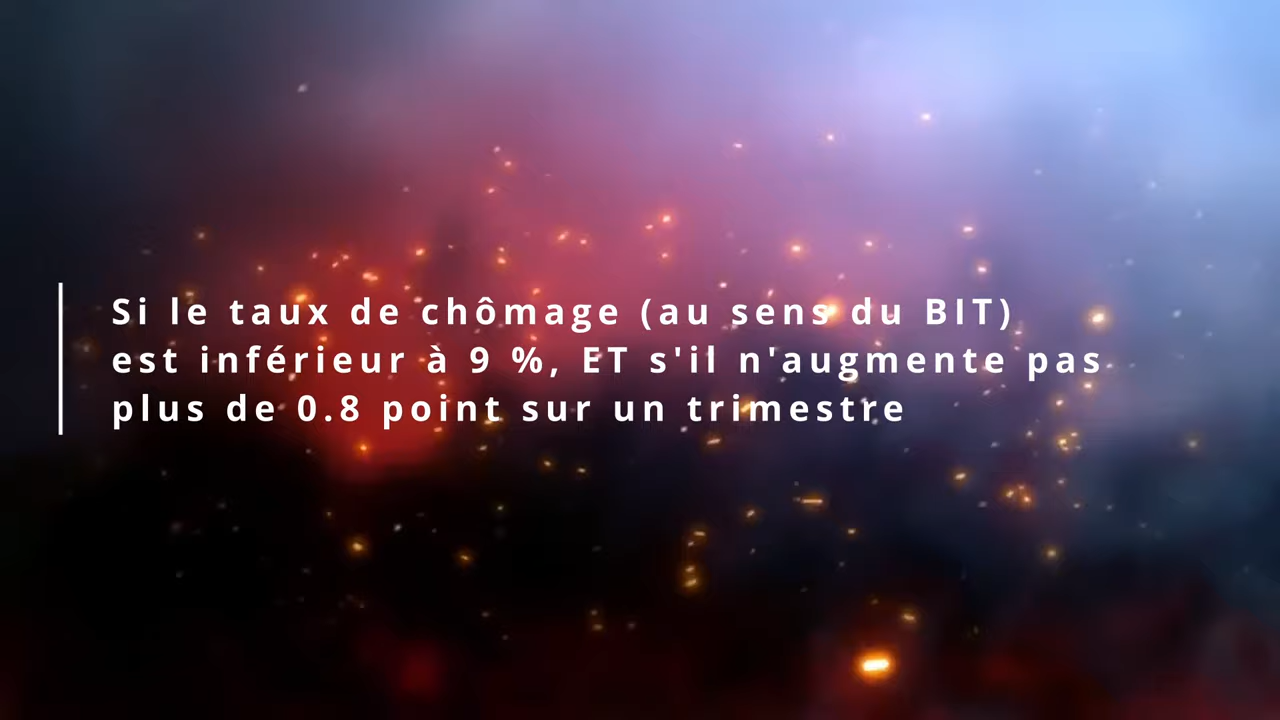 Si le taux de chômage (au sens du BIT)
est inférieur à 9 %, ET s'il n'augmente pas
plus de 0.8 point sur un trimestre